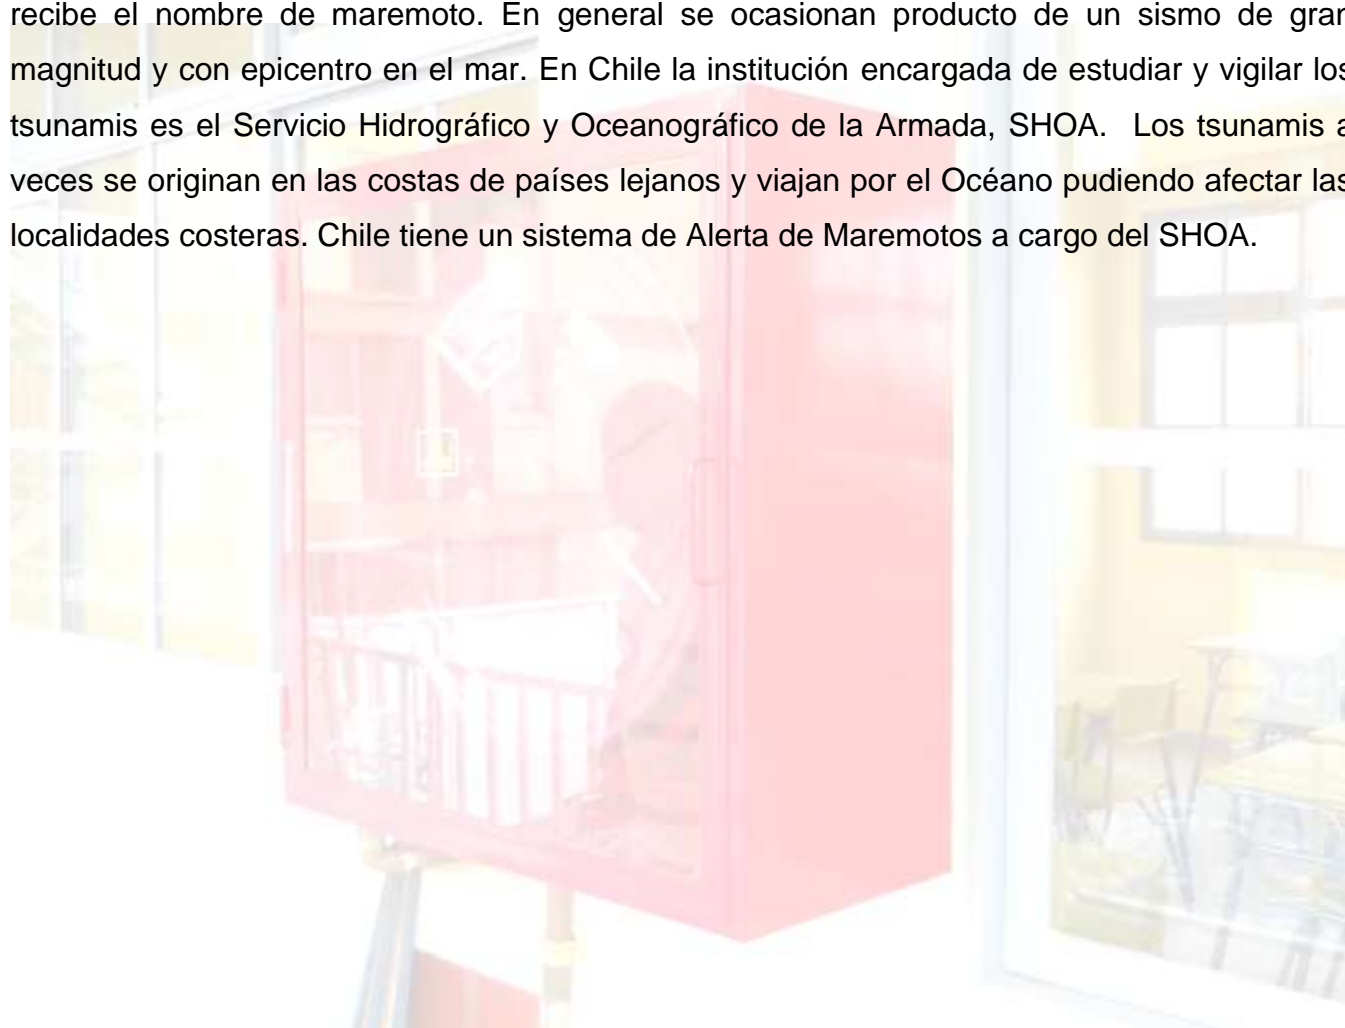 recibe el nombre de maremoto. En general se ocasionan producto de un sismo de gran
magnitud y con epicentro en el mar. En Chile la institución encargada de estudiar y vigilar los
tsunamis es el Servicio Hidrográfico y Oceanográfico de la Armada, SHOA. Los tsunamis a
veces se originan en las costas de países lejanos y viajan por el Océano pudiendo afectar las
localidades costeras. Chile tiene un sistema de Alerta de Maremotos a cargo del SHOA.